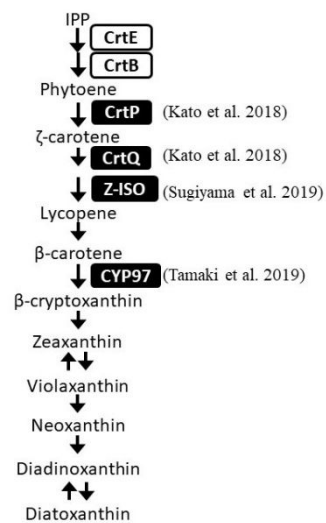 IPP
CrtE
CrtB
Phytoene
CrtP (Kato et al. 2018)
ζ-carotene
CrtQ (Kato et al. 2018)
Z-ISO (Sugiyama et al. 2019)
Lycopene
β-carotene
CYP97 (Tamaki et al. 2019)
β-cryptoxanthin
Zeaxanthin
Violaxanthin
Neoxanthin
Diadinoxanthin
Diatoxanthin